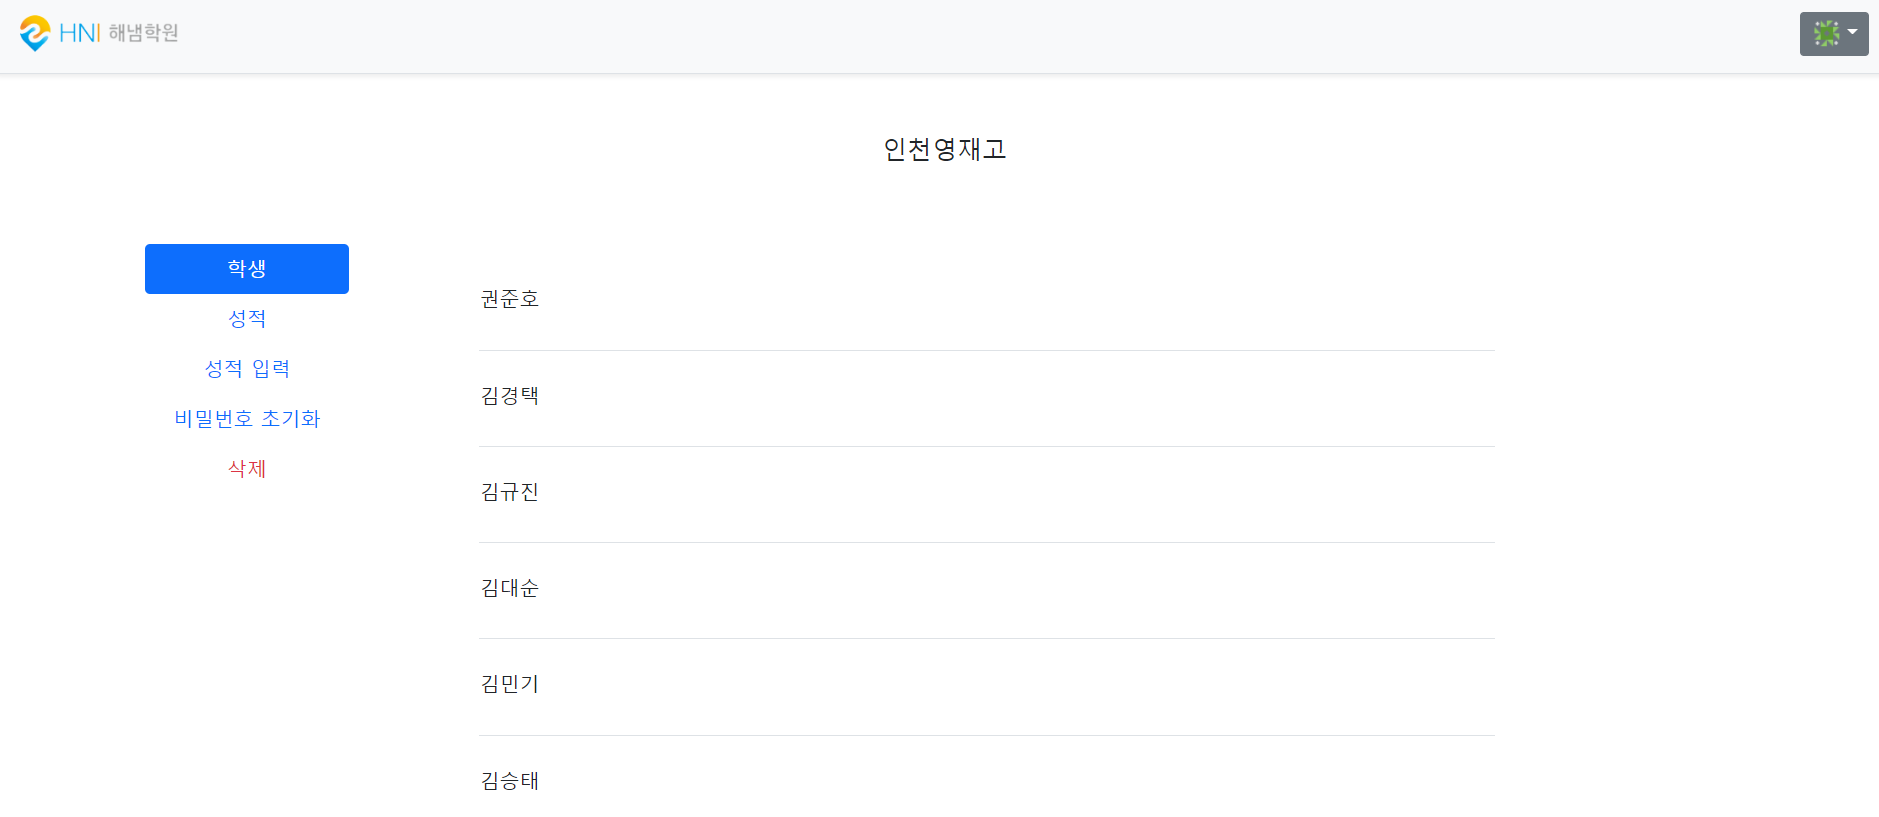 HNI 해냄학원
인천영재고
학생
성적
성적 입력
비밀번호 초기화
삭제
권준호
김경택
김규진
김대순
김민기
김승태